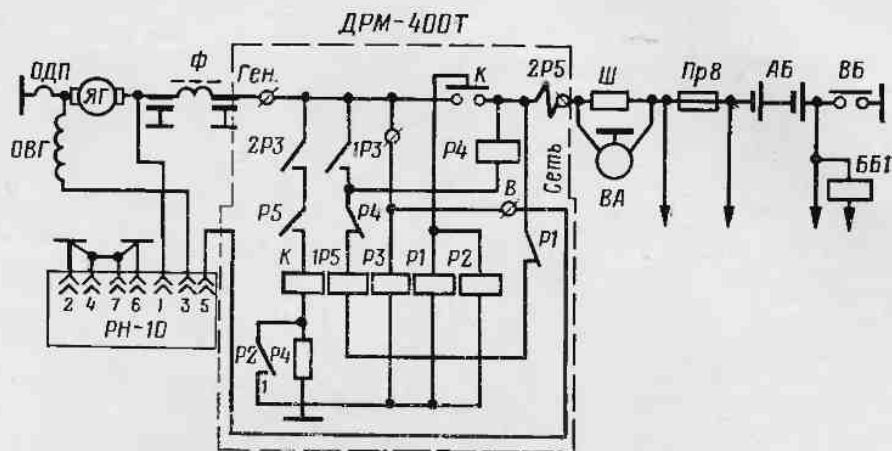 ДРМ-400Т
ОДП
ЯГ
Ф
Ген.
К
2Р5
Ш
Пр8
АБ
ВБ
ОВГ
2Р3
1Р3
Р4
Сеть
ВА
ББ1
В
Р5
Р4
Р1
К
1Р5
Р3
Р1
Р2
2
4
7
6
1
3
5
РН-10
Р2
Р4
1